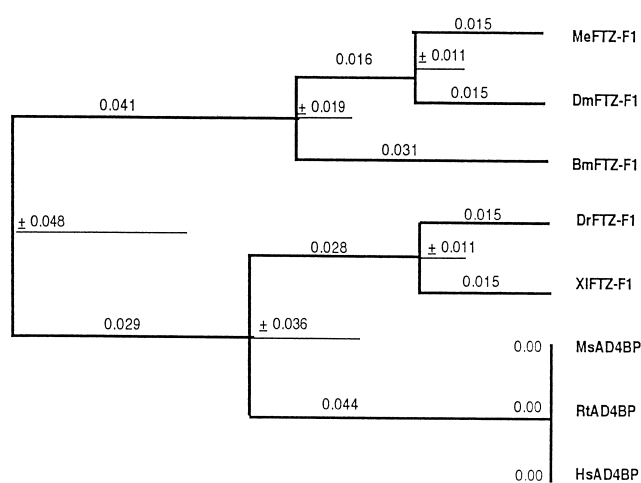 0.015
MeFTZ-F1
± 0.011
0.016
0.015
DmFTZ-F1
0.041
± 0.019
0.031
BmFTZ-F1
0.015
DrFTZ-F1
± 0.048
0.028
± 0.011
0.015
XlFTZ-F1
0.029
± 0.036
0.00
MsAD4BP
0.044
0.00
RtAD4BP
0.00
HsAD4BP